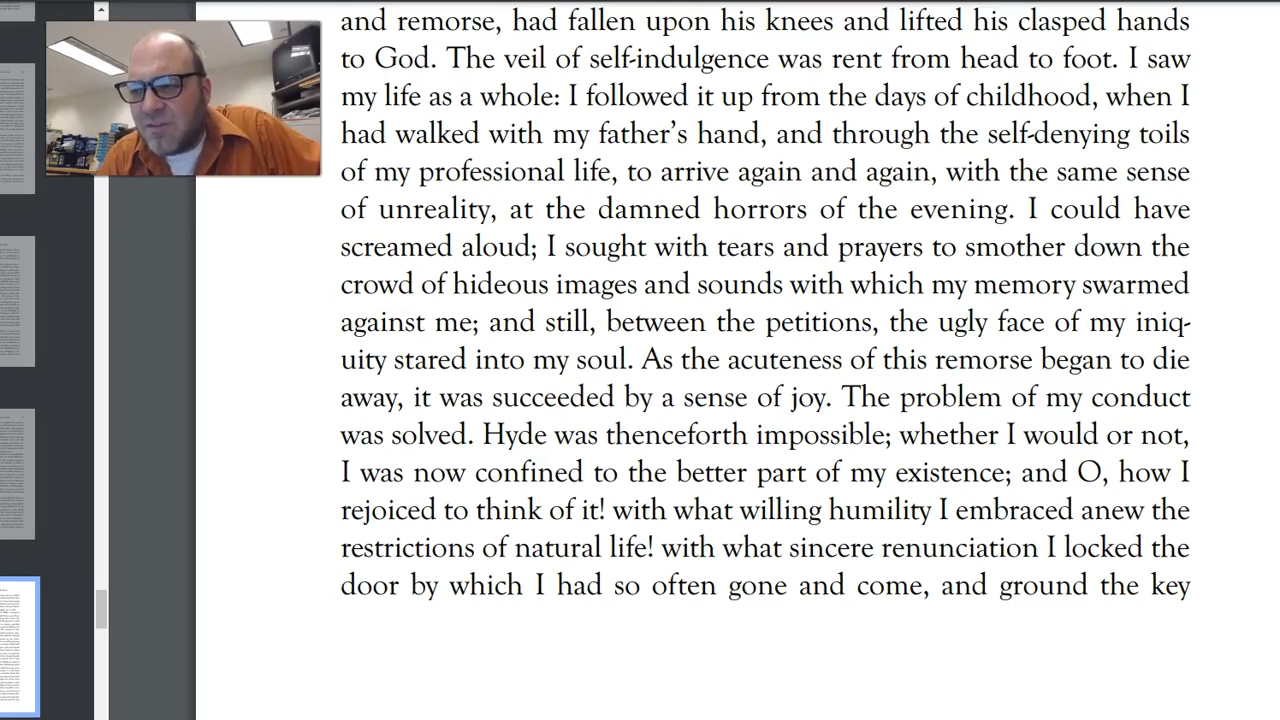 and remorse, had fallen upon his knees and lifted his clasped hands
to God. The veil of self-indulgence was rent from head to foot. I saw
my life as a whole: I followed it up from the days of childhood, when I
had walked with my father’s hand, and through the self-denying toils
of my professional life, to arrive again and again, with the same sense
of unreality, at the damned horrors of the evening. I could have
screamed aloud; I sought with tears and prayers to smother down the
crowd of hideous images and sounds with which my memory swarmed
against me; and still, between the petitions, the ugly face of my iniq-
uity stared into my soul. As the acuteness of this remorse began to die
away, it was succeeded by a sense of joy. The problem of my conduct
was solved. Hyde was thenceforth impossible; whether I would or not,
I was now confined to the better part of my existence; and O, how I
rejoiced to think of it! with what willing humility I embraced anew the
restrictions of natural life! with what sincere renunciation I locked the
door by which I had so often gone and come, and ground the key